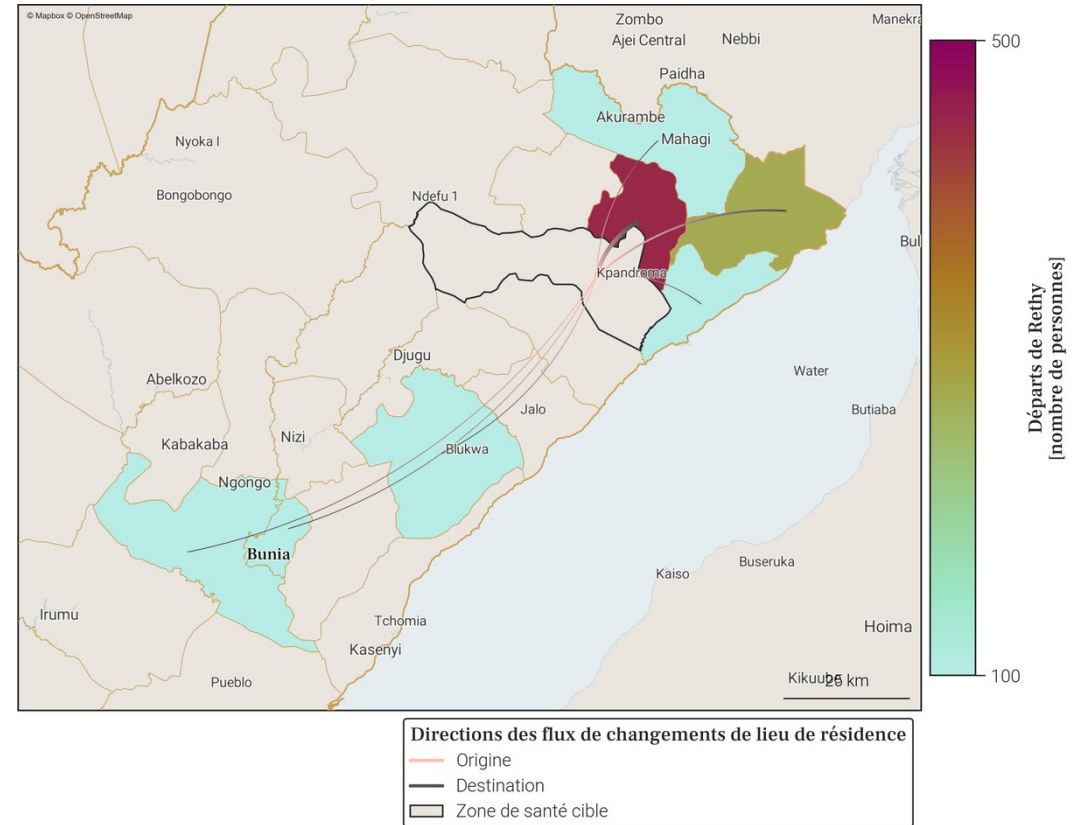 © Mapbox © OpenStreetMap
Zombo
Manekra
Ajei Central
Nebbi
Paidha
Akurambe
Mahagi
Nyoka I
Bongobongo
Ndefu 1
Bul
Kpandroma
Djugu
Water
Abelkozo
Jalo
Butiaba
Nizi
Kabakaba
Blukwa
Ngongo
Bunia
Buseruka
Kaiso
Irumu
Tchomia
Hoima
Kasenyi
Pueblo
Kikuube
25 km
500
100
Départs de Rethy
[nombre de personnes]
Directions des flux de changements de lieu de résidence
Origine
Destination
Zone de santé cible